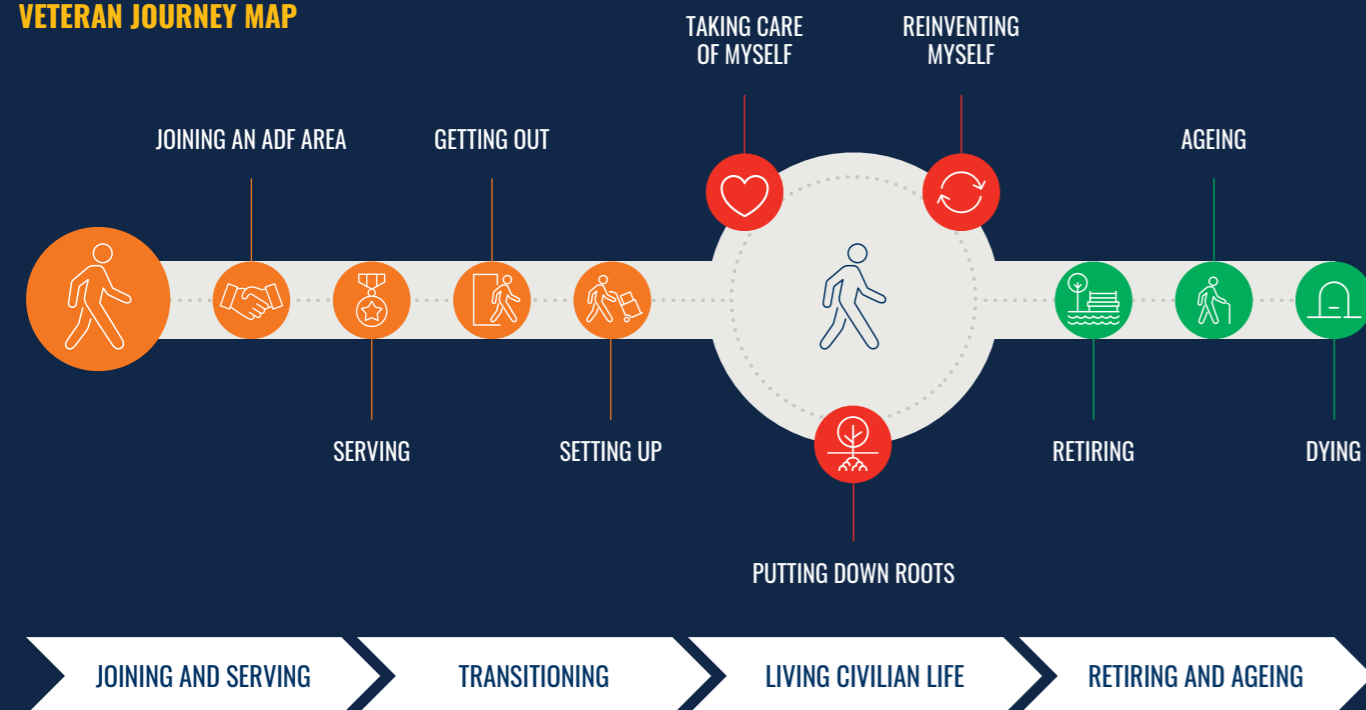 VETERAN JOURNEY MAP
TAKING CARE
OF MYSELF
REINVENTING
MYSELF
JOINING AN ADF AREA
GETTING OUT
AGEING
SERVING
SETTING UP
RETIRING
DYING
PUTTING DOWN ROOTS
JOINING AND SERVING
TRANSITIONING
LIVING CIVILIAN LIFE
RETIRING AND AGEING